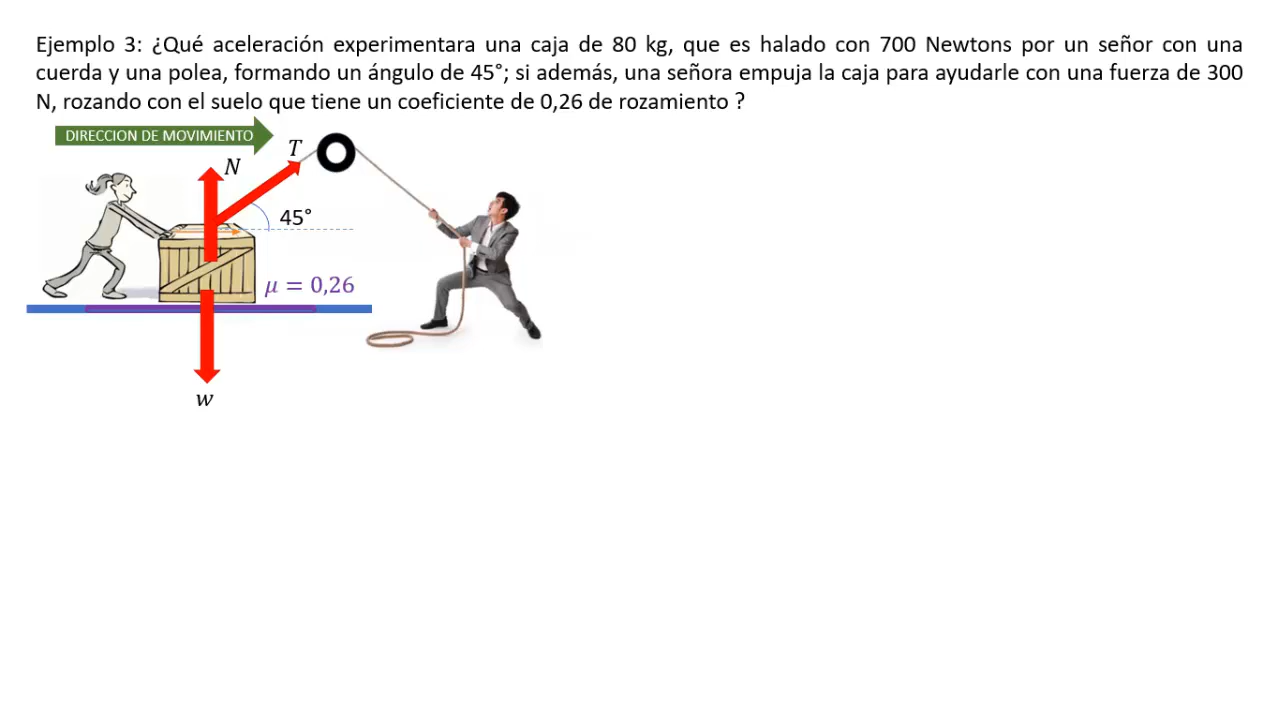 Ejemplo 3: ¿Qué aceleración experimentara una caja de 80 kg, que es halado con 700 Newtons por un señor con una
cuerda y una polea, formando un ángulo de 45°; si además, una señora empuja la caja para ayudarle con una fuerza de 300
N, rozando con el suelo que tiene un coeficiente de 0,26 de rozamiento ?
DIRECCION DE MOVIMIENTO
T
N
45°
μ = 0,26
w